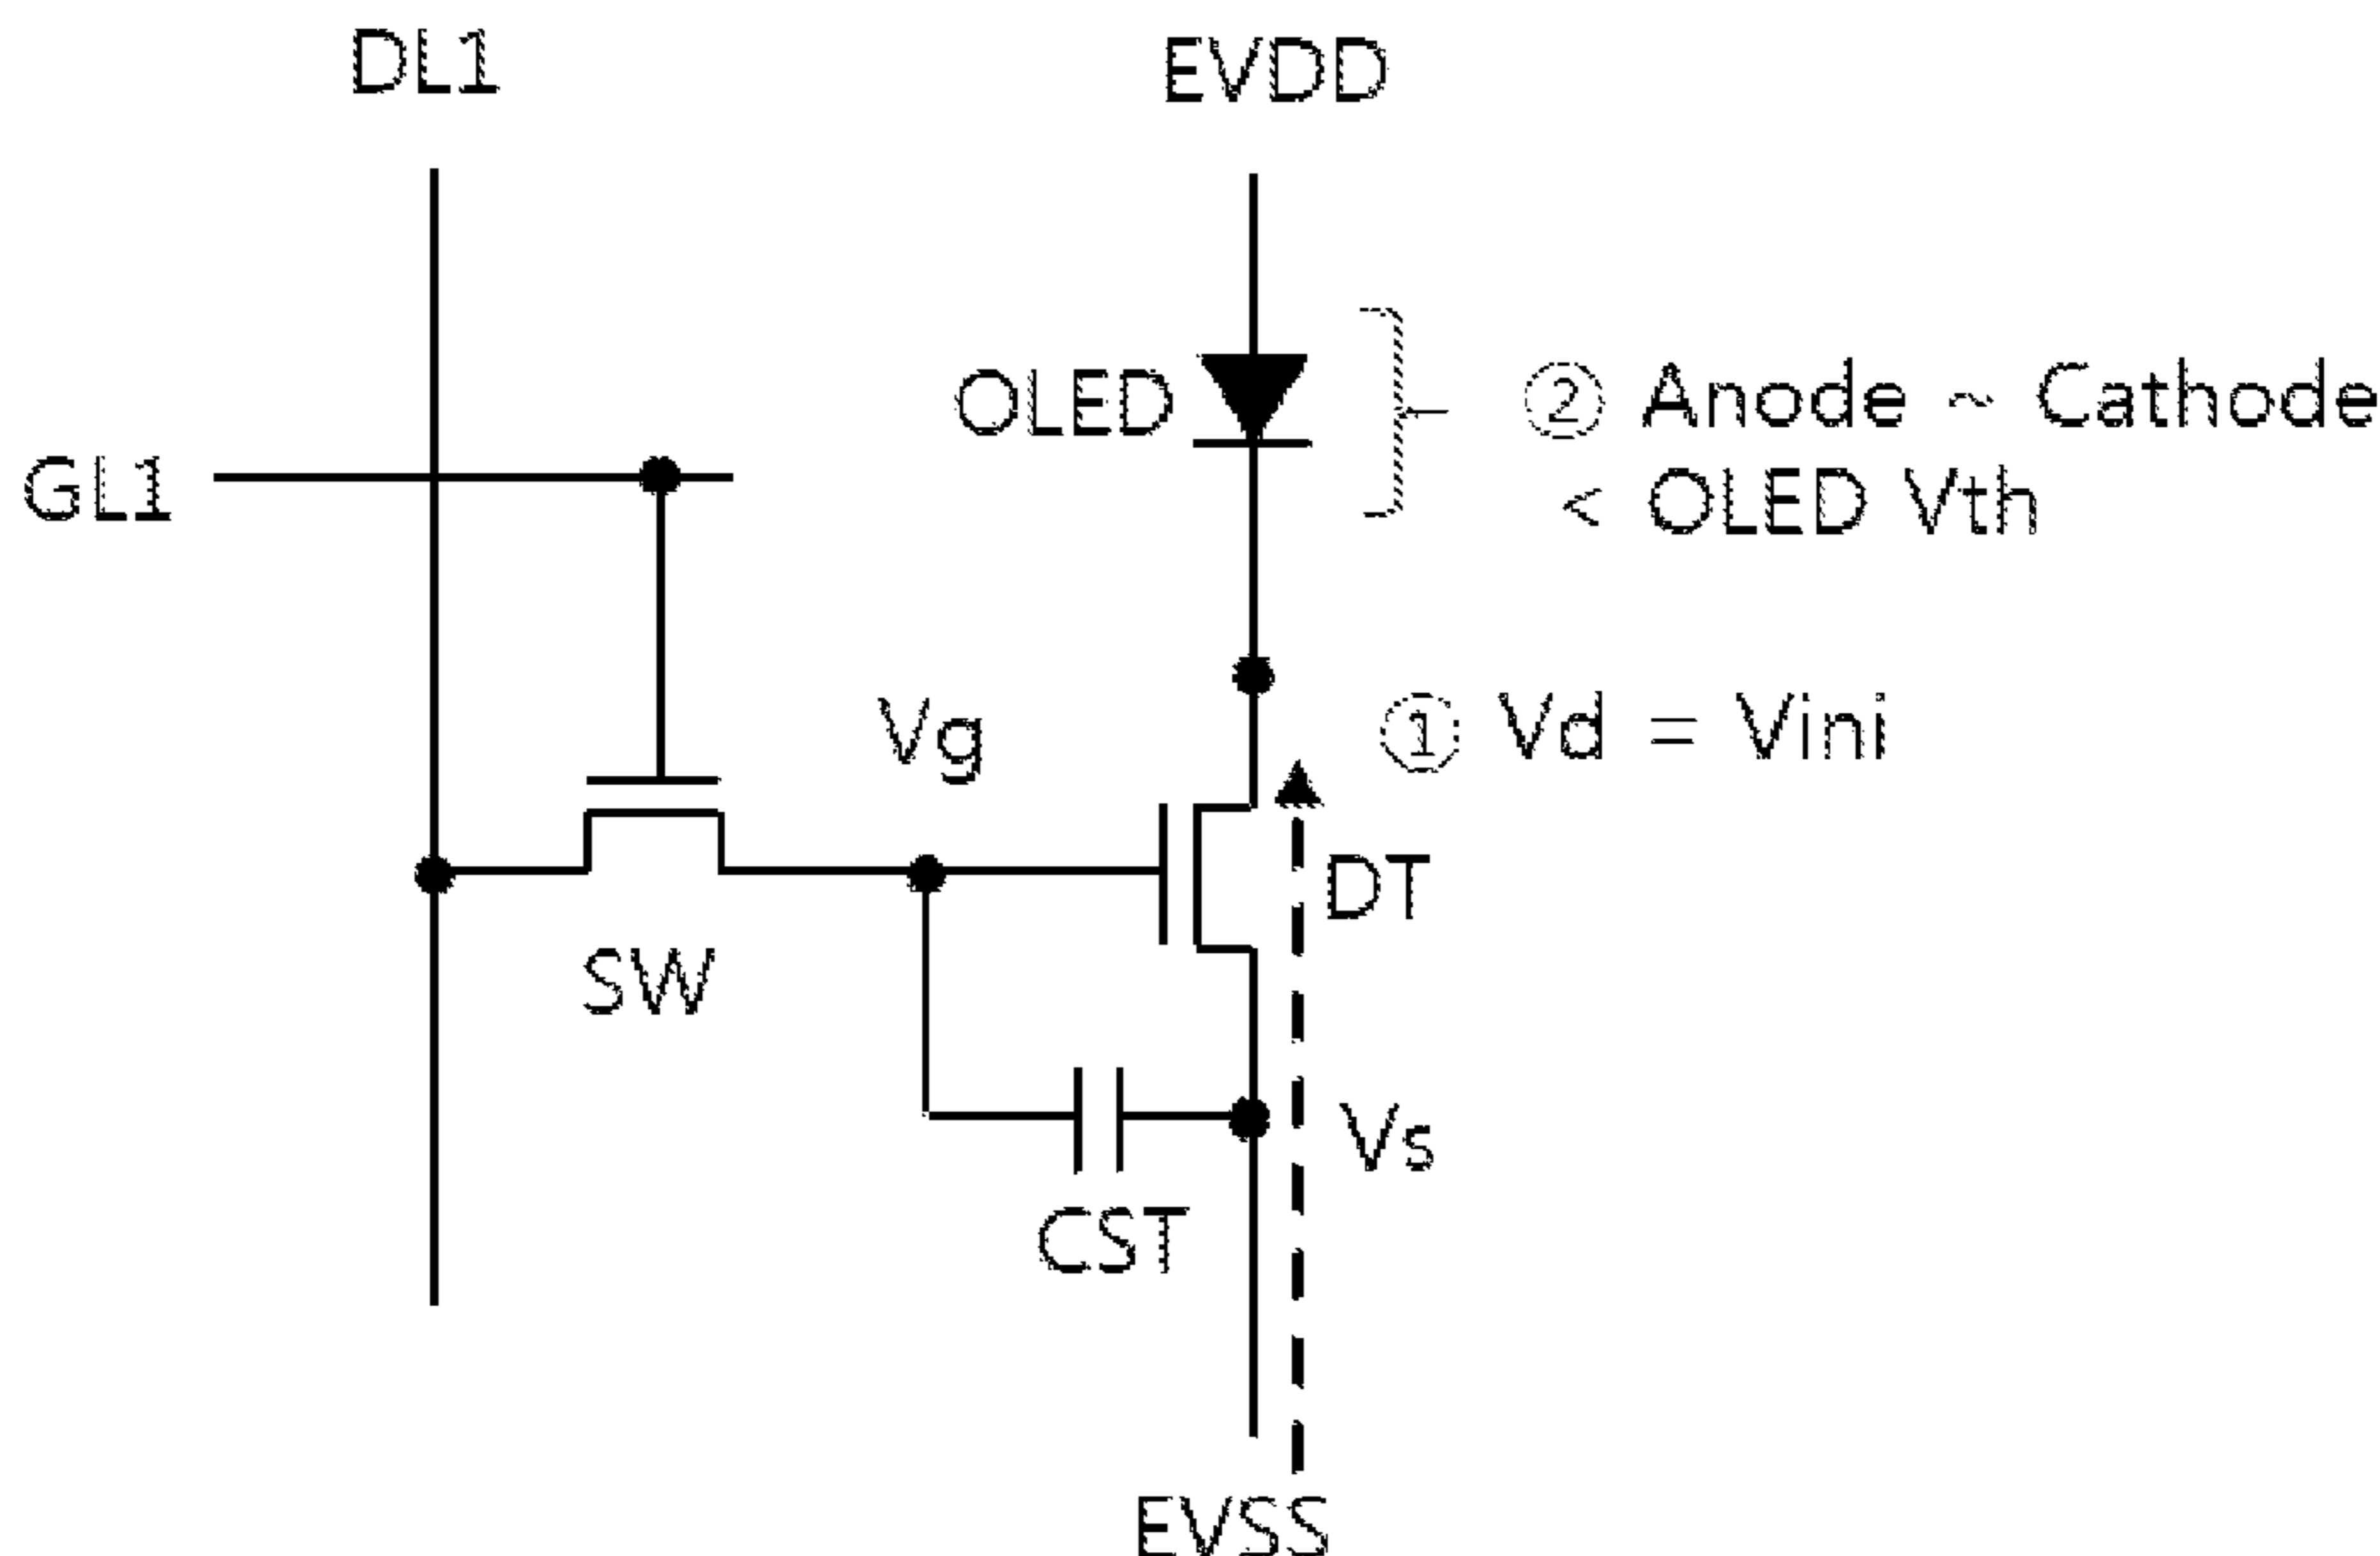 DL1
EVDD
OLED
② Anode ~ Cathode
< OLED Vth
GL1
Vg
① Vd = Vini
DT
SW
Vs
CST
EVSS